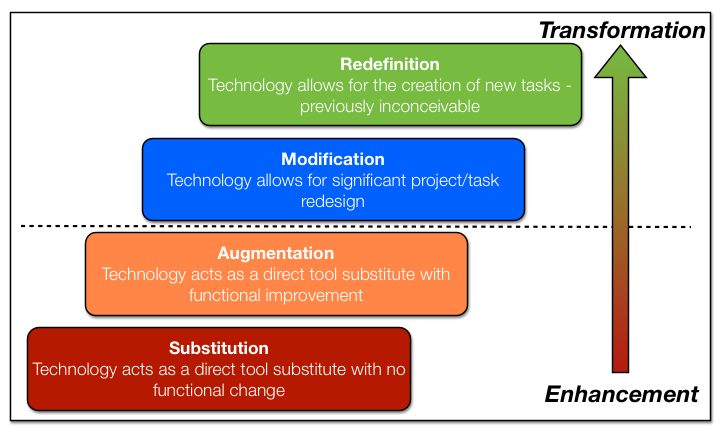 Transformation
Redefinition
Technology allows for the creation of new tasks -
previously inconceivable
Modification
Technology allows for significant project/task
redesign
Augmentation
Technology acts as a direct tool substitute with
functional improvement
Substitution
Technology acts as a direct tool substitute with no
functional change
Enhancement